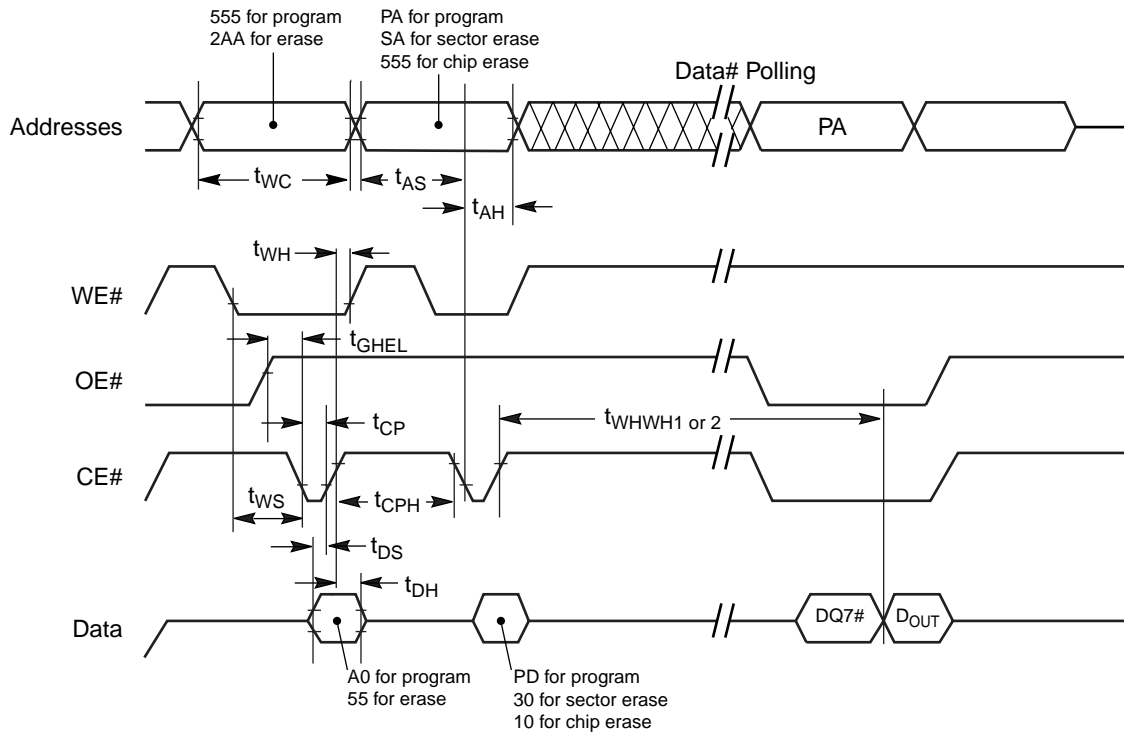 555 for program
2AA for erase
PA for program
SA for sector erase
555 for chip erase
Data# Polling
Addresses
PA
tWC
tAS
tAH
tWH
WE#
tGHEL
OE#
tWHWH1 or 2
tCP
CE#
tWS
tCPH
tDS
tDH
Data
DQ7#
DOUT
A0 for program
55 for erase
PD for program
30 for sector erase
10 for chip erase